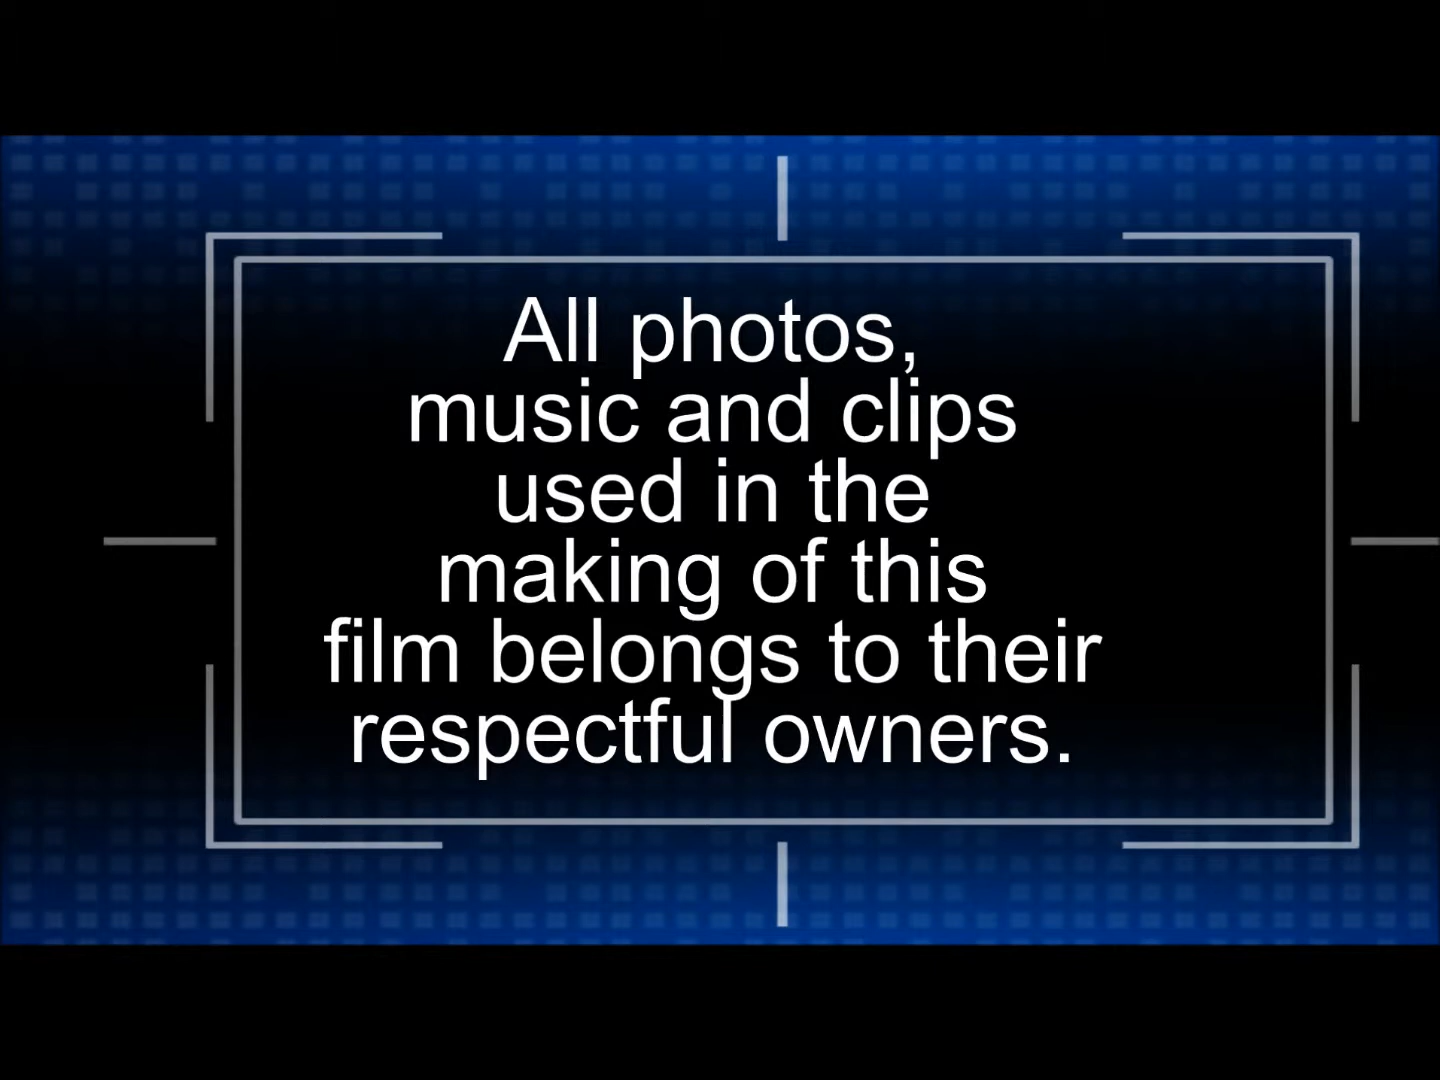 All photos,
music and clips
used in the
making of this
film belongs to their
respectful owners.